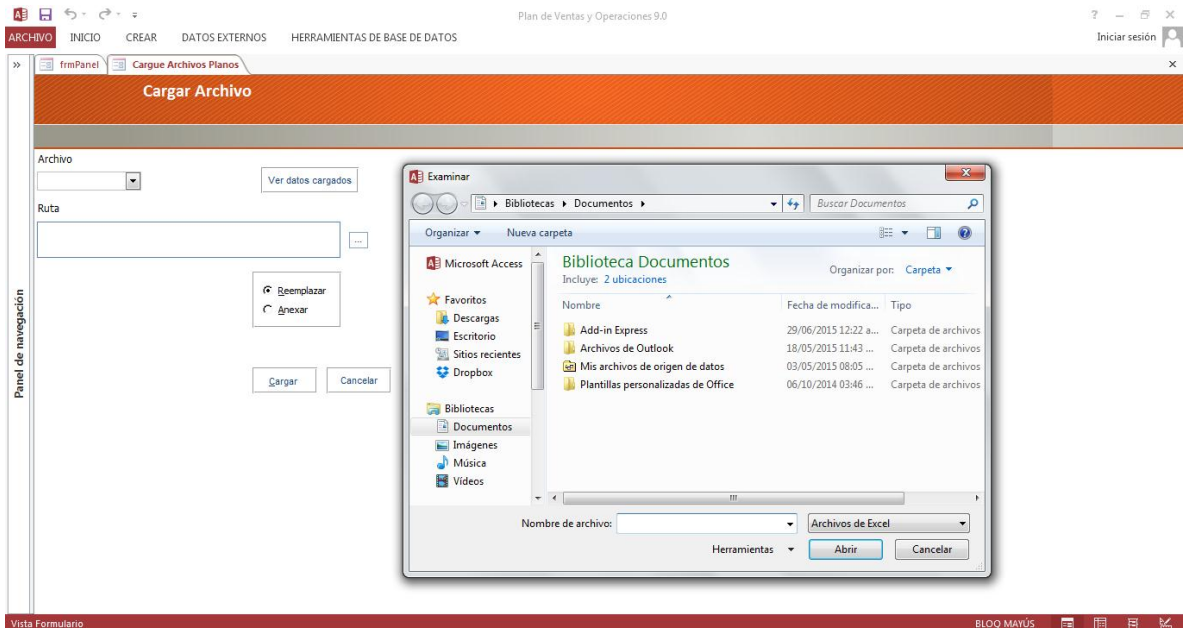 Plan de Ventas y Operaciones 9.0
?
ARCHIVO INICIO CREAR DATOS EXTERNOS HERRAMIENTAS DE BASE DE DATOS Iniciar sesión
» frmPanel Cargue Archivos Planos
Cargar Archivo
Archivo
Ver datos cargados
Ruta
...
Reemplazar
Anexar
Cargar Cancelar
Panel de navegación
Examinar
Bibliotecas Documentos Buscar Documentos
Organizar Nueva carpeta
Microsoft Access
Favoritos
Descargas
Escritorio
Sitios recientes
Dropbox
Bibliotecas
Documentos
Imágenes
Música
Vídeos
Biblioteca Documentos
Incluye: 2 ubicaciones
Organizar por: Carpeta
Nombre Fecha de modifica... Tipo
Add-in Express 29/06/2015 12:22 a... Carpeta de archivos
Archivos de Outlook 18/05/2015 11:43 ... Carpeta de archivos
Mis archivos de origen de datos 03/05/2015 08:05 ... Carpeta de archivos
Plantillas personalizadas de Office 06/10/2014 03:46 ... Carpeta de archivos
Nombre de archivo: Archivos de Excel
Herramientas Abrir Cancelar
Vista Formulario BLOQ MAYÚS